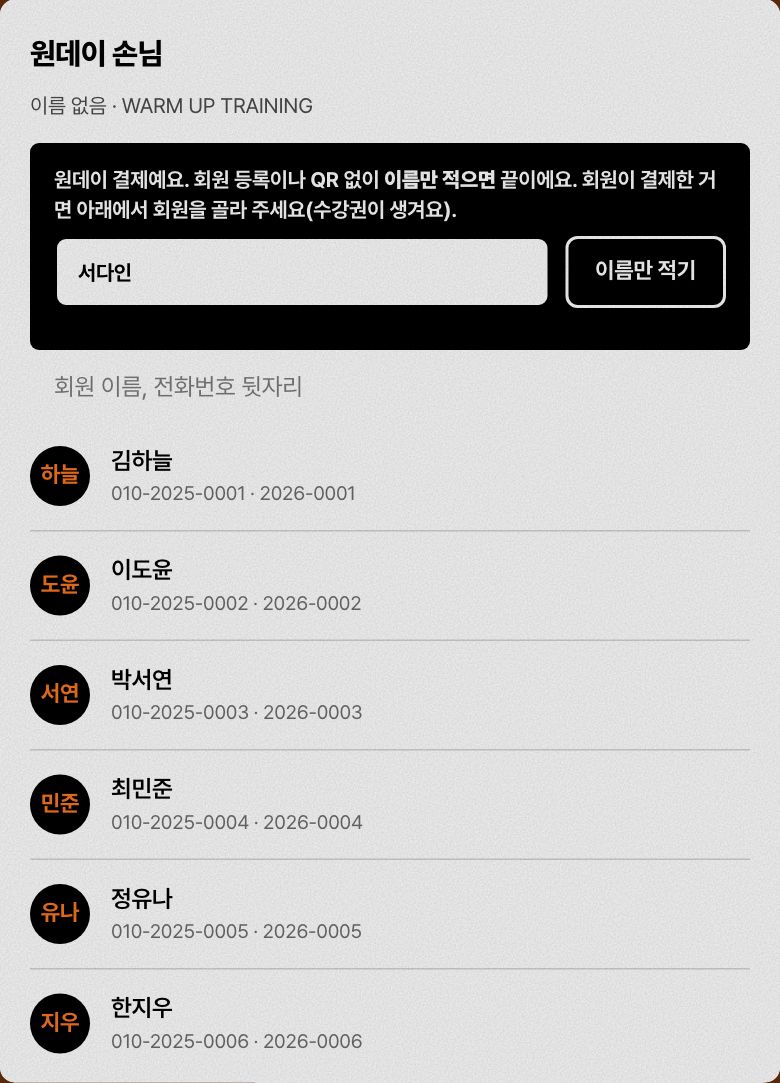 원데이 손님
이름 없음 · WARM UP TRAINING
원데이 결제예요. 회원 등록이나 QR 없이 이름만 적으면 끝이에요. 회원이 결제한 거
면 아래에서 회원을 골라 주세요(수강권이 생겨요).
서다인
이름만 적기
회원 이름, 전화번호 뒷자리
하늘
김하늘
010-2025-0001 · 2026-0001
도윤
이도윤
010-2025-0002 · 2026-0002
서연
박서연
010-2025-0003 · 2026-0003
민준
최민준
010-2025-0004 · 2026-0004
유나
정유나
010-2025-0005 · 2026-0005
지우
한지우
010-2025-0006 · 2026-0006